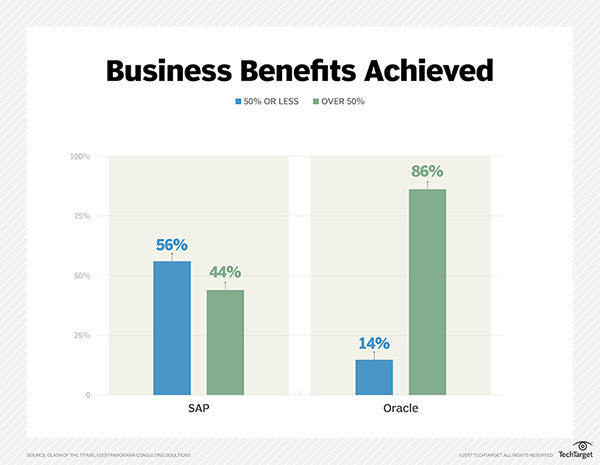 Business Benefits Achieved
50% OR LESS OVER 50%
100%
75%
50%
25%
0
56%
44%
14%
86%
SAP Oracle
SOURCE: CLASH OF THE TITANS, ©2017 PANORAMA CONSULTING SOULTIONS
©2017 TECHTARGET. ALL RIGHTS RESERVED
TechTarget